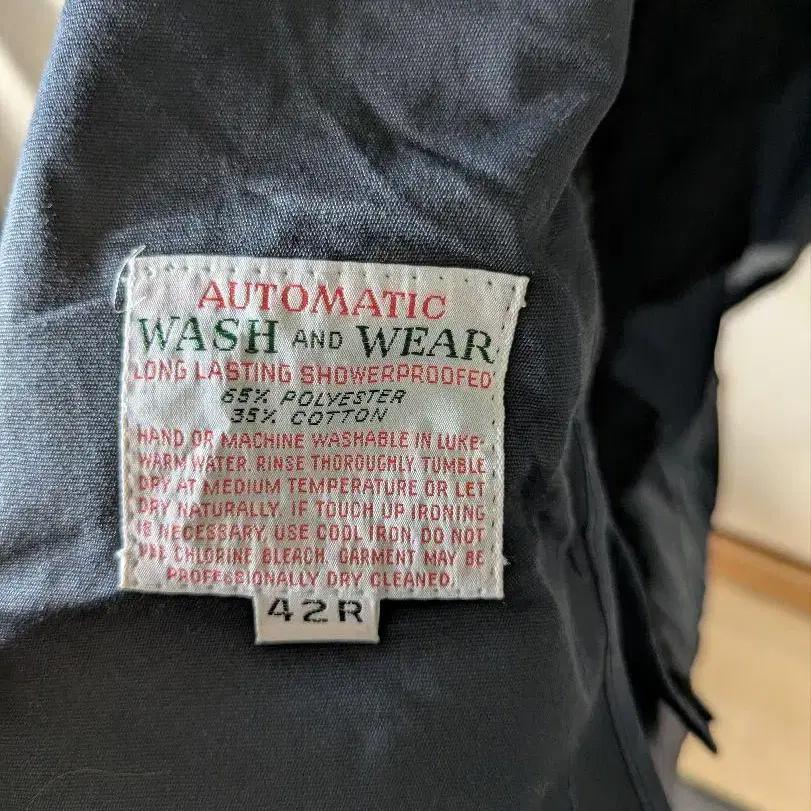 AUTOMATIC
WASH AND WEAR
LONG LASTING SHOWERPROOFED
65% POLYESTER
35% COTTON
HAND OR MACHINE WASHABLE IN LUKE-
WARM WATER. RINSE THOROUGHLY. TUMBLE
DRY AT MEDIUM TEMPERATURE OR LET
DRY NATURALLY. IF TOUCH UP IRONING
IS NECESSARY, USE COOL IRON. DO NOT
USE CHLORINE BLEACH. GARMENT MAY BE
PROFESSIONALLY DRY CLEANED.
42R